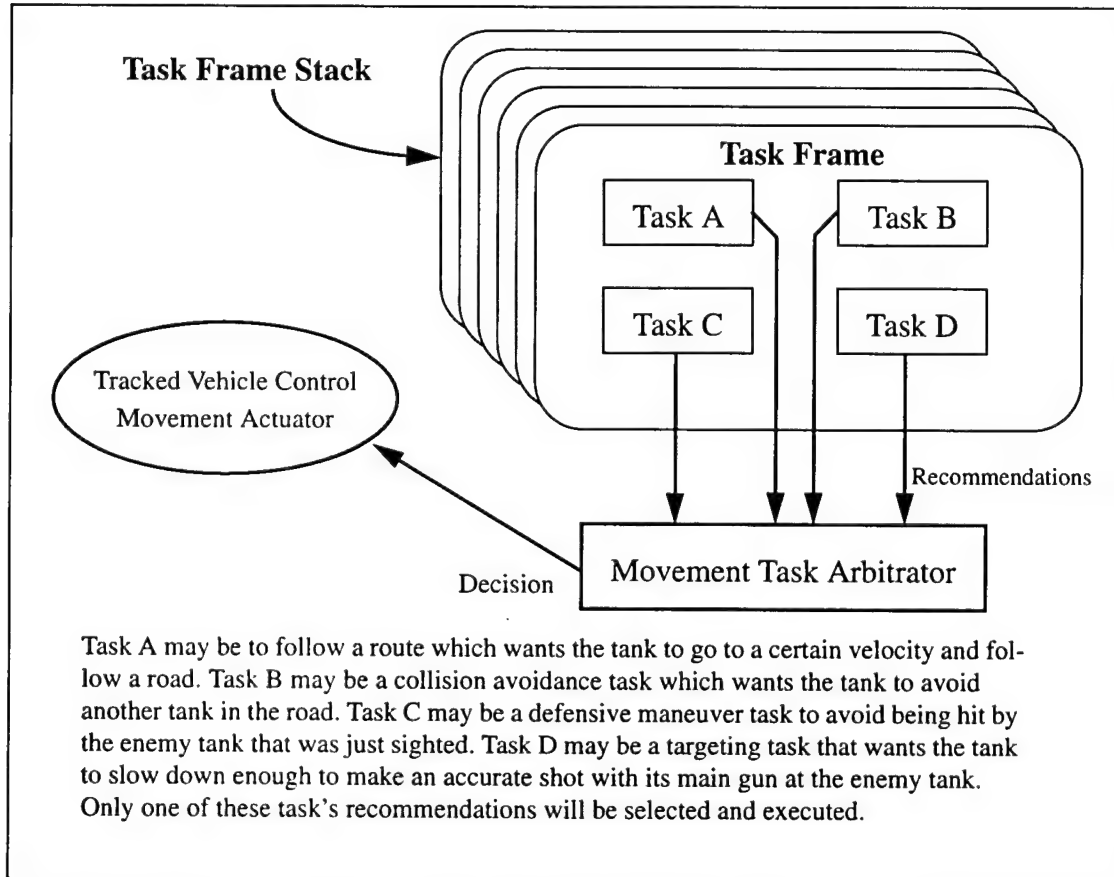 Task Frame Stack
Task Frame
Task A
Task B
Task C
Task D
Tracked Vehicle Control
Movement Actuator
Recommendations
Movement Task Arbitrator
Decision
Task A may be to follow a route which wants the tank to go to a certain velocity and fol-
low a road. Task B may be a collision avoidance task which wants the tank to avoid
another tank in the road. Task C may be a defensive maneuver task to avoid being hit by
the enemy tank that was just sighted. Task D may be a targeting task that wants the tank
to slow down enough to make an accurate shot with its main gun at the enemy tank.
Only one of these task's recommendations will be selected and executed.